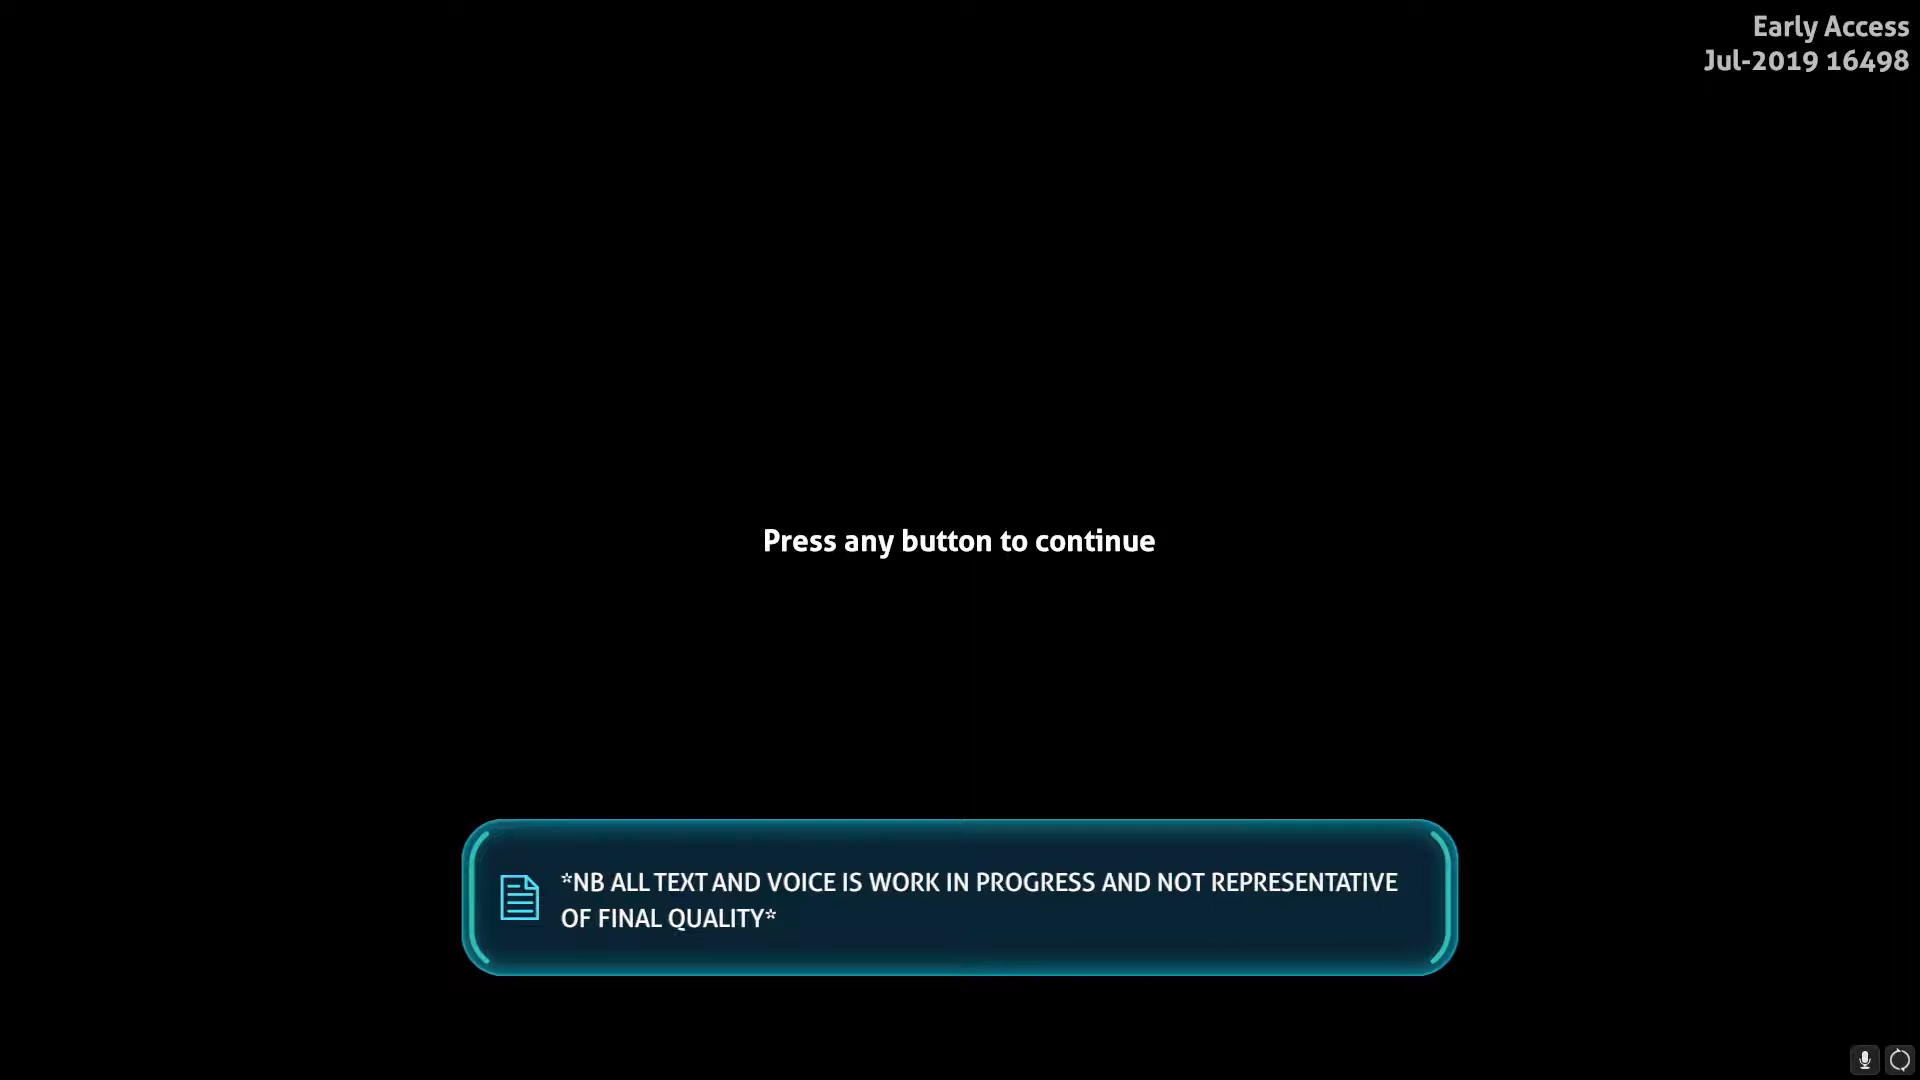 Early Access
Jul-2019 16498
Press any button to continue
*NB ALL TEXT AND VOICE IS WORK IN PROGRESS AND NOT REPRESENTATIVE
OF FINAL QUALITY*